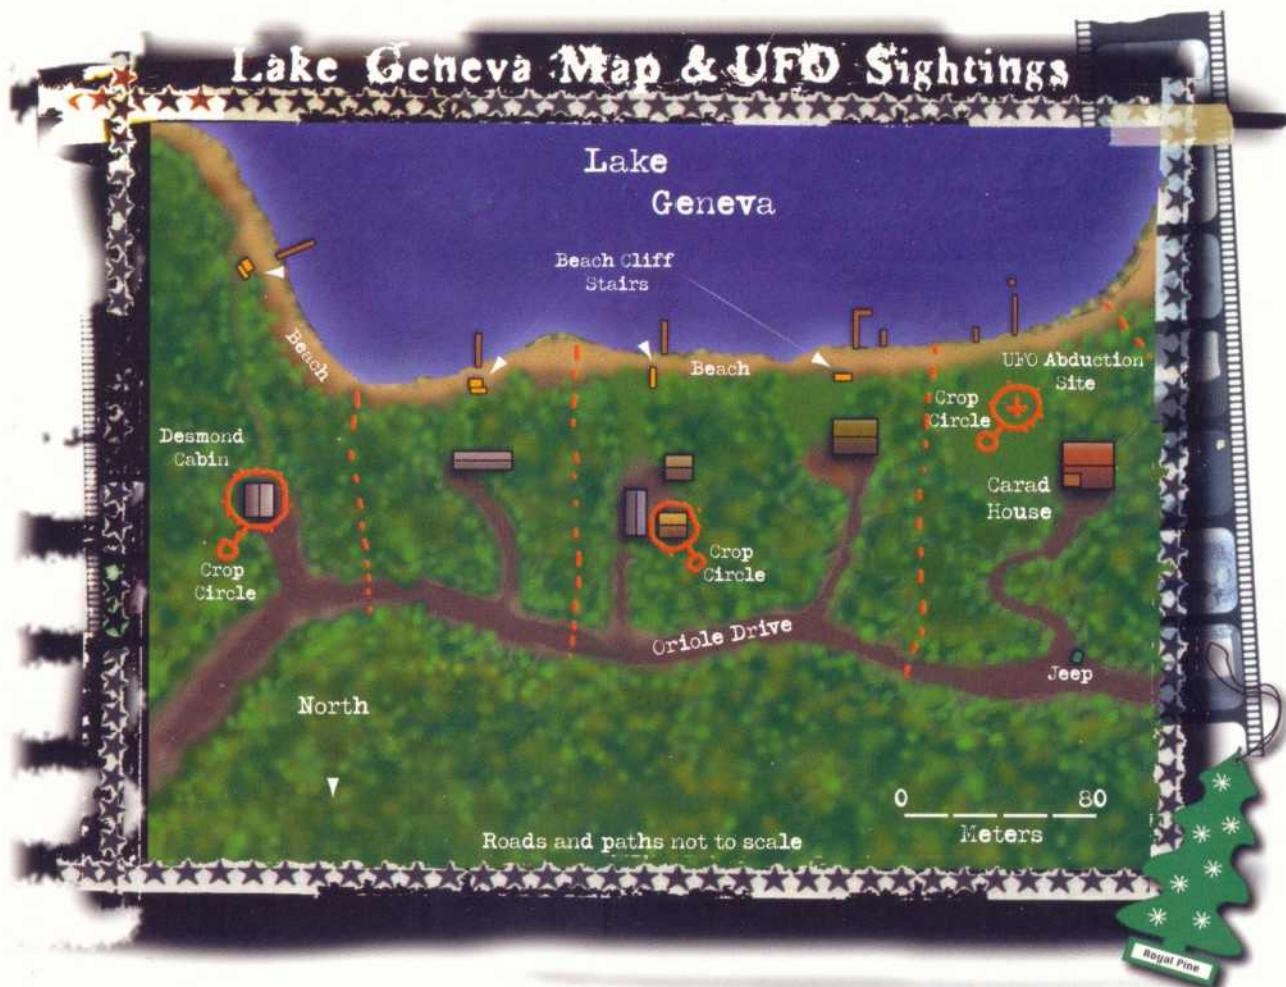 Lake Geneva Map & UFO Sightings
Lake
Geneva
Beach Cliff
Stairs
Beach
Beach
UFO Abduction
Site
Crop
Circle
Desmond
Cabin
Carad
House
Crop
Circle
Crop
Circle
Oriole Drive
Jeep
North
0 80
Meters
Roads and paths not to scale
Royal Pine